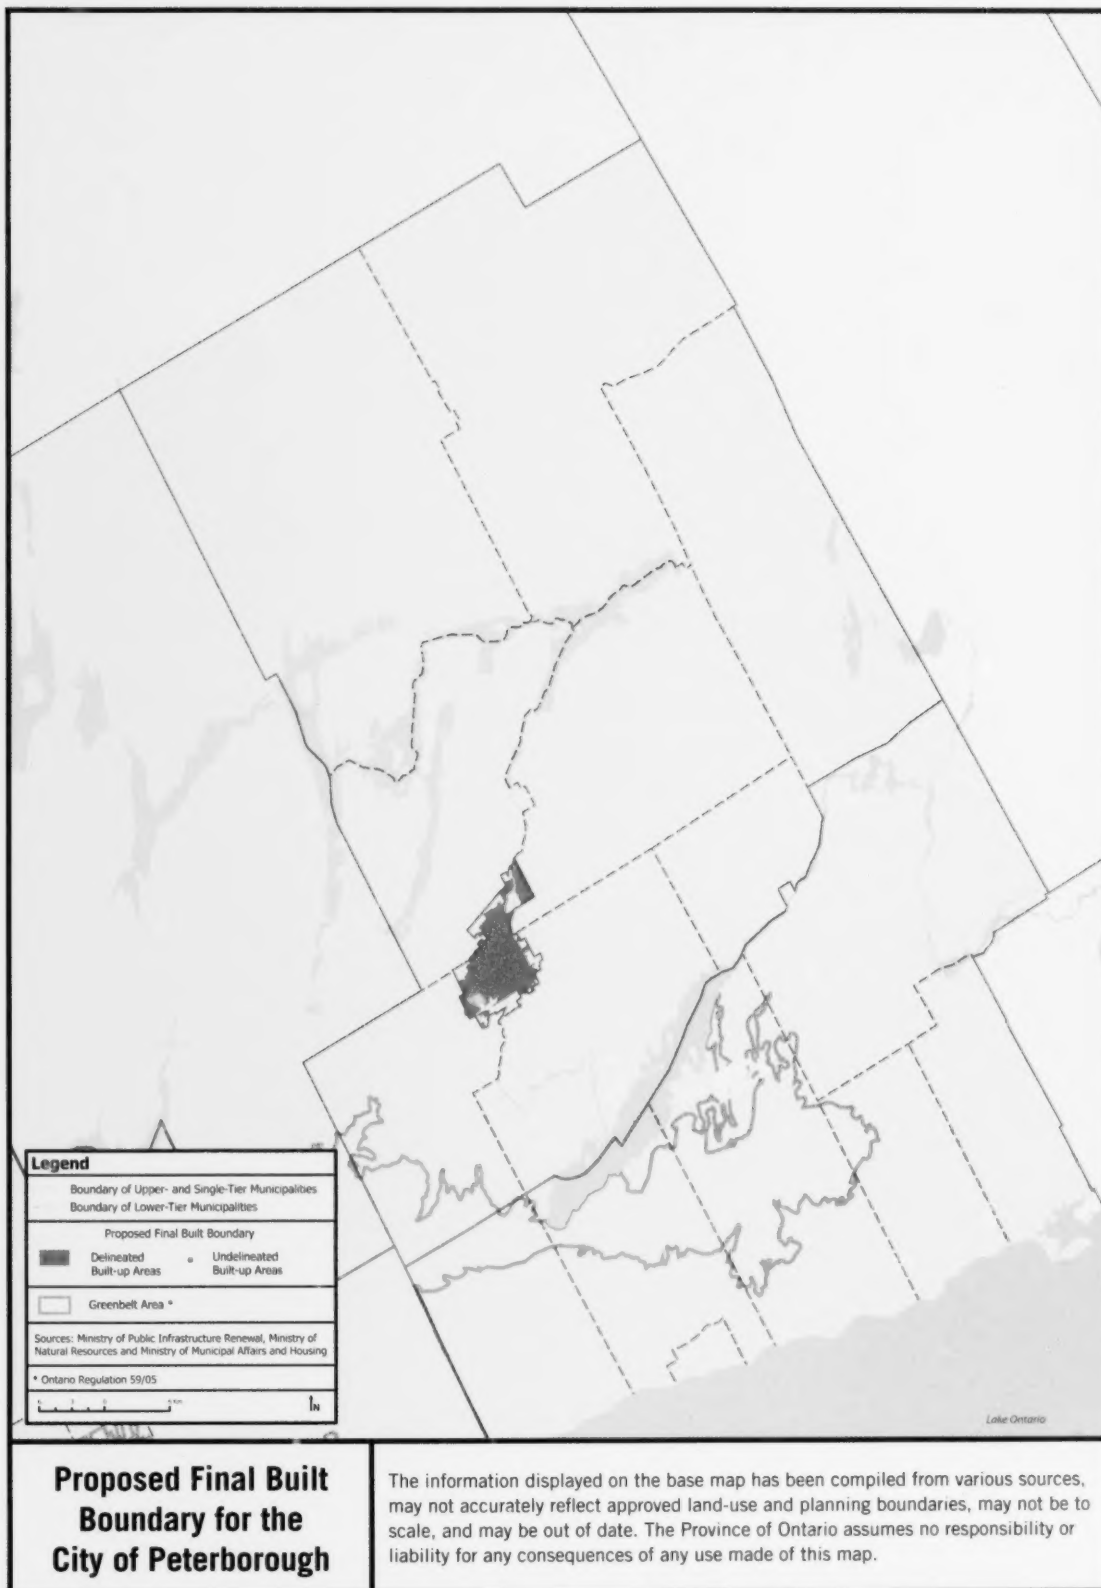 Legend
Boundary of Upper- and Single-Tier Municipalities
Boundary of Lower-Tier Municipalities
Proposed Final Built Boundary
Delineated
Built-up Areas
Undelineated
Built-up Areas
Greenbelt Area *
Sources: Ministry of Public Infrastructure Renewal, Ministry of
Natural Resources and Ministry of Municipal Affairs and Housing
* Ontario Regulation 59/05
N
Lake Ontario
Proposed Final Built
Boundary for the
City of Peterborough
The information displayed on the base map has been compiled from various sources,
may not accurately reflect approved land-use and planning boundaries, may not be to
scale, and may be out of date. The Province of Ontario assumes no responsibility or
liability for any consequences of any use made of this map.